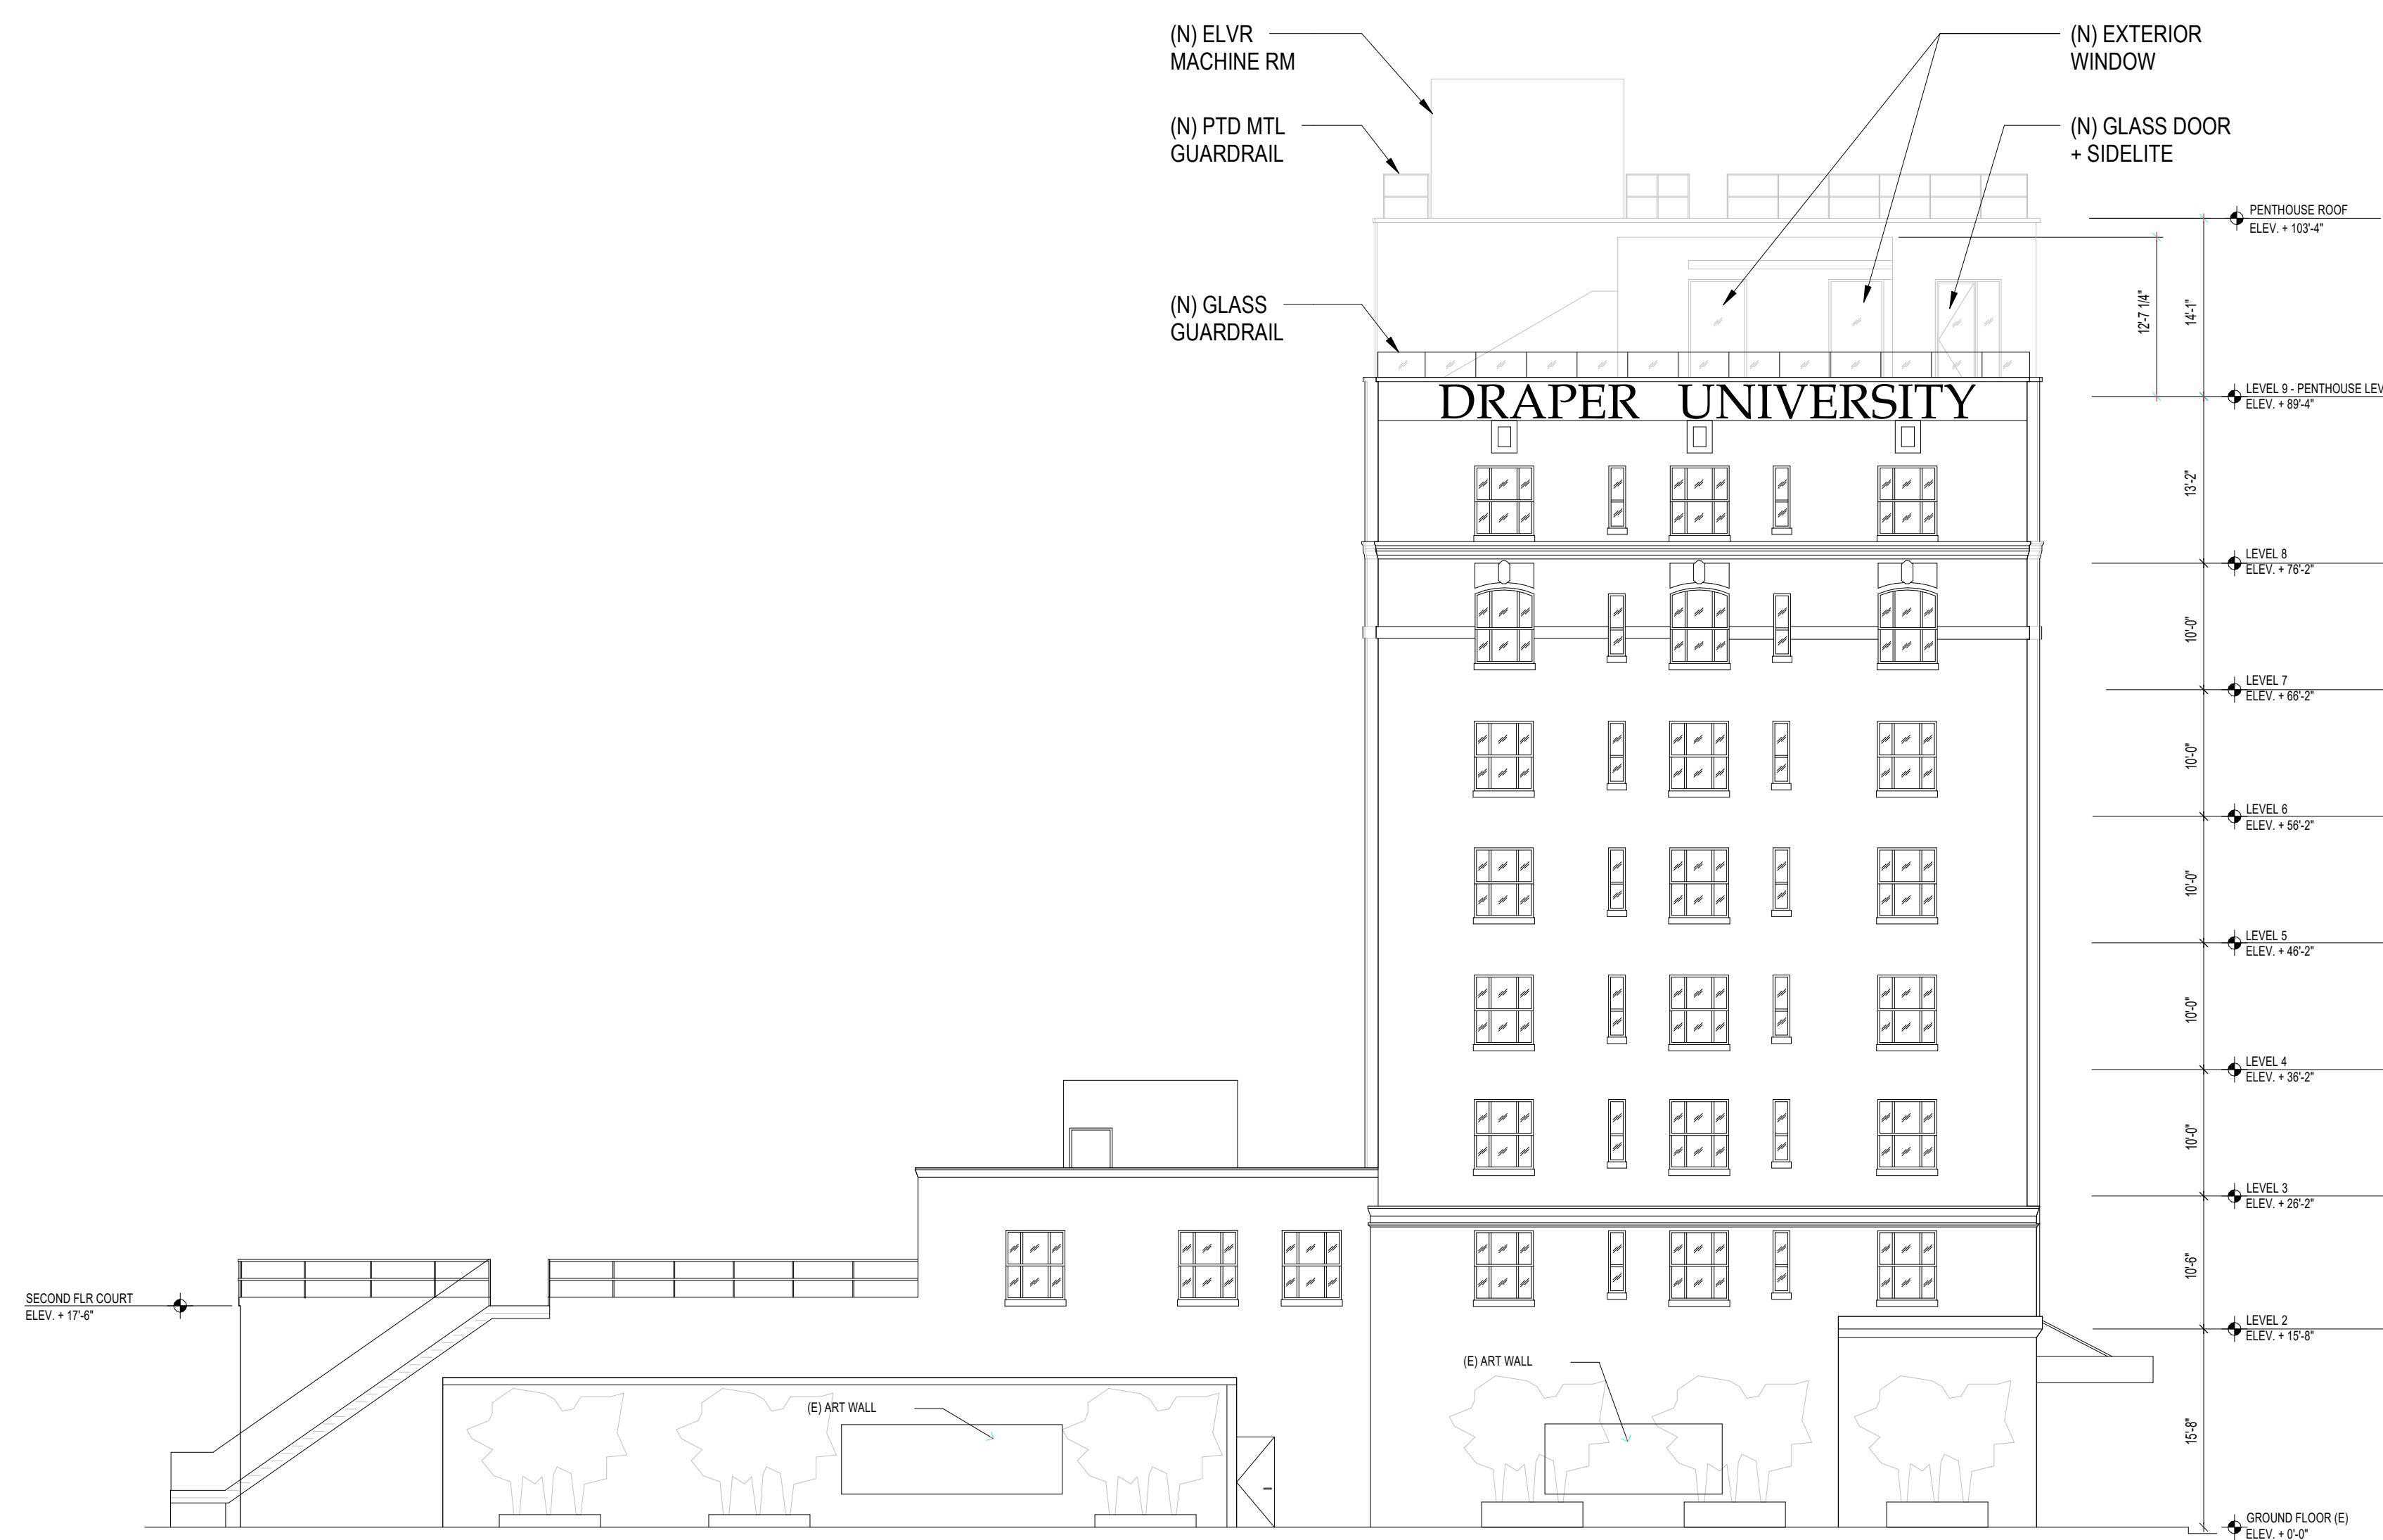 (N) ELVR
MACHINE RM
(N) EXTERIOR
WINDOW
(N) PTD MTL
GUARDRAIL
(N) GLASS DOOR
+ SIDELITE
PENTHOUSE ROOF
ELEV. + 103'-4"
(N) GLASS
GUARDRAIL
12'-7 1/4"
14'-1"
DRAPER UNIVERSITY
LEVEL 9 - PENTHOUSE LEV
ELEV. + 89'-4"
13'-2"
LEVEL 8
ELEV. + 76'-2"
10'-0"
LEVEL 7
ELEV. + 66'-2"
10'-0"
LEVEL 6
ELEV. + 56'-2"
10'-0"
LEVEL 5
ELEV. + 46'-2"
10'-0"
LEVEL 4
ELEV. + 36'-2"
10'-0"
LEVEL 3
ELEV. + 26'-2"
10'-6"
SECOND FLR COURT
ELEV. + 17'-6"
LEVEL 2
ELEV. + 15'-8"
(E) ART WALL
(E) ART WALL
15'-8"
GROUND FLOOR (E)
ELEV. + 0'-0"